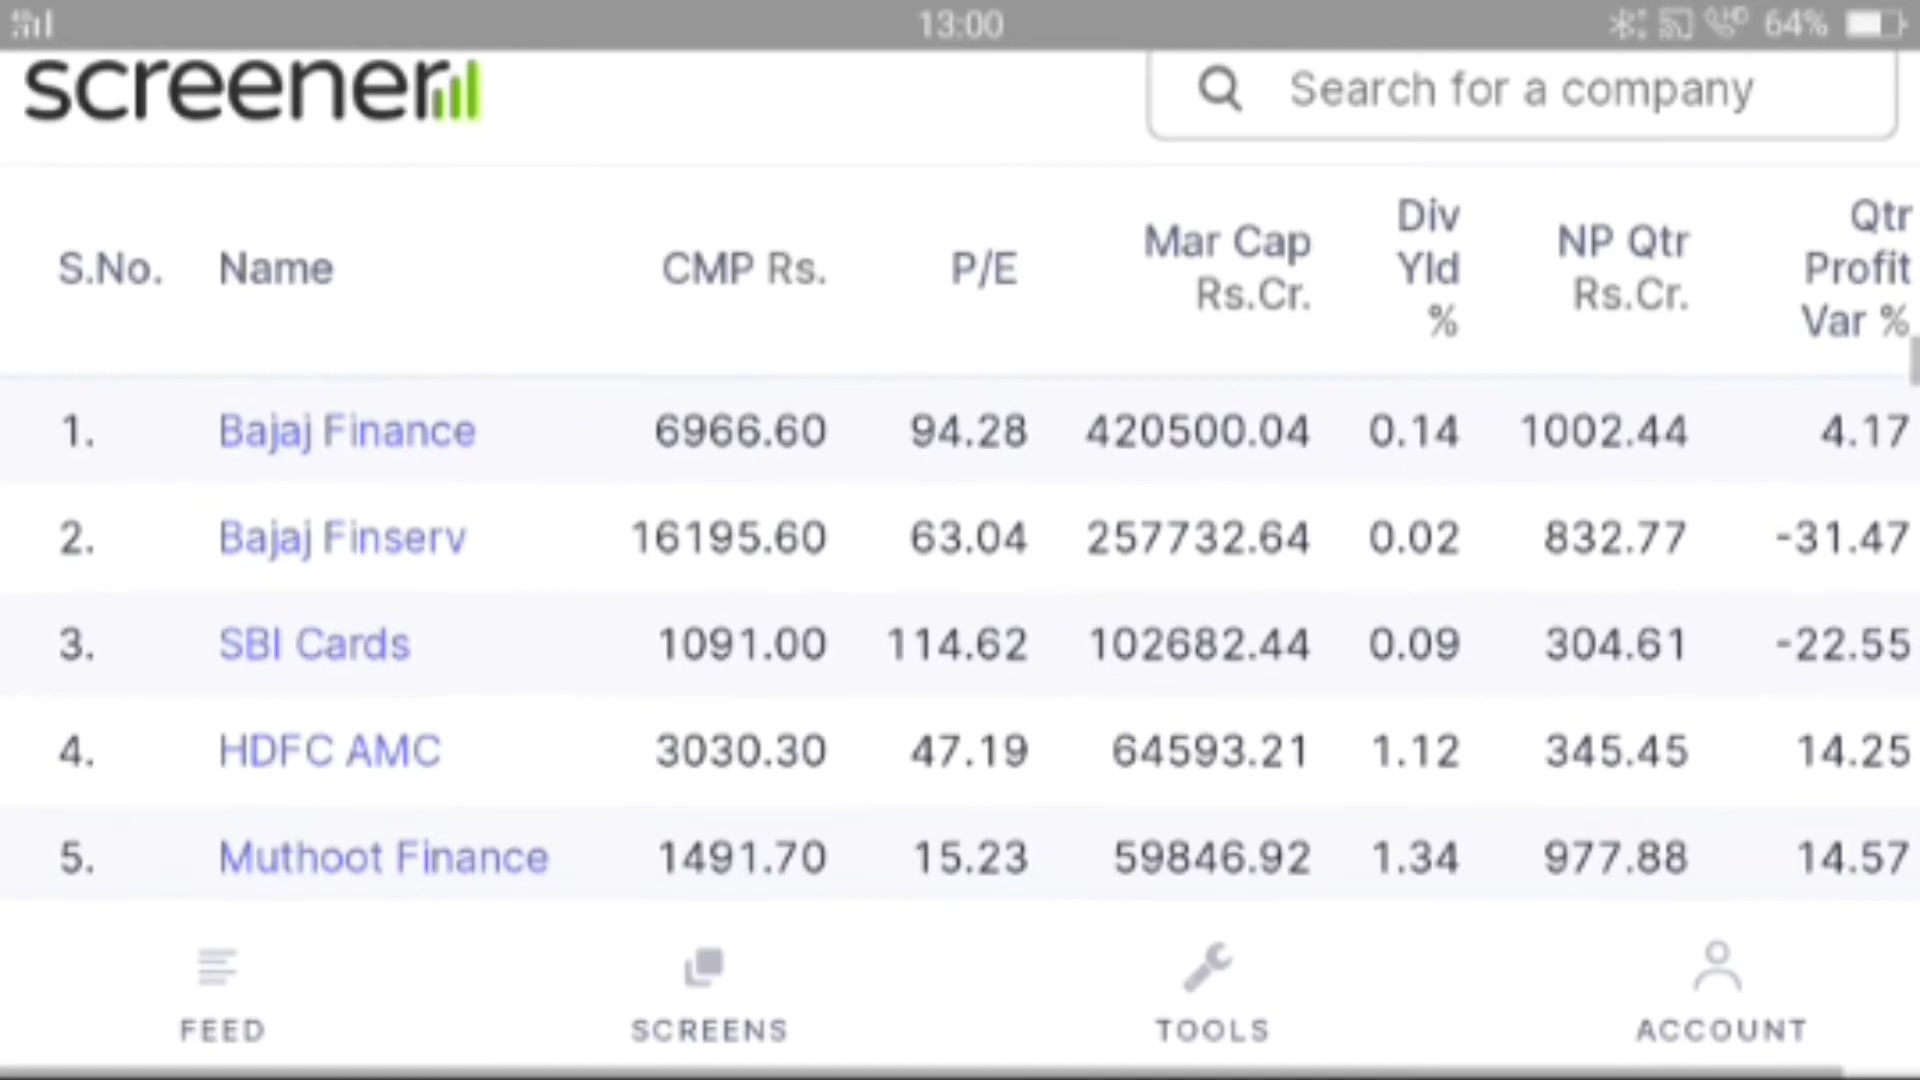 13:00 64%
screener
Search for a company
S.No. Name CMP Rs. P/E Mar Cap Rs.Cr. Div Yld % NP Qtr Rs.Cr. Qtr Profit Var %
1. Bajaj Finance 6966.60 94.28 420500.04 0.14 1002.44 4.17
2. Bajaj Finserv 16195.60 63.04 257732.64 0.02 832.77 -31.47
3. SBI Cards 1091.00 114.62 102682.44 0.09 304.61 -22.55
4. HDFC AMC 3030.30 47.19 64593.21 1.12 345.45 14.25
5. Muthoot Finance 1491.70 15.23 59846.92 1.34 977.88 14.57
FEED SCREENS TOOLS ACCOUNT